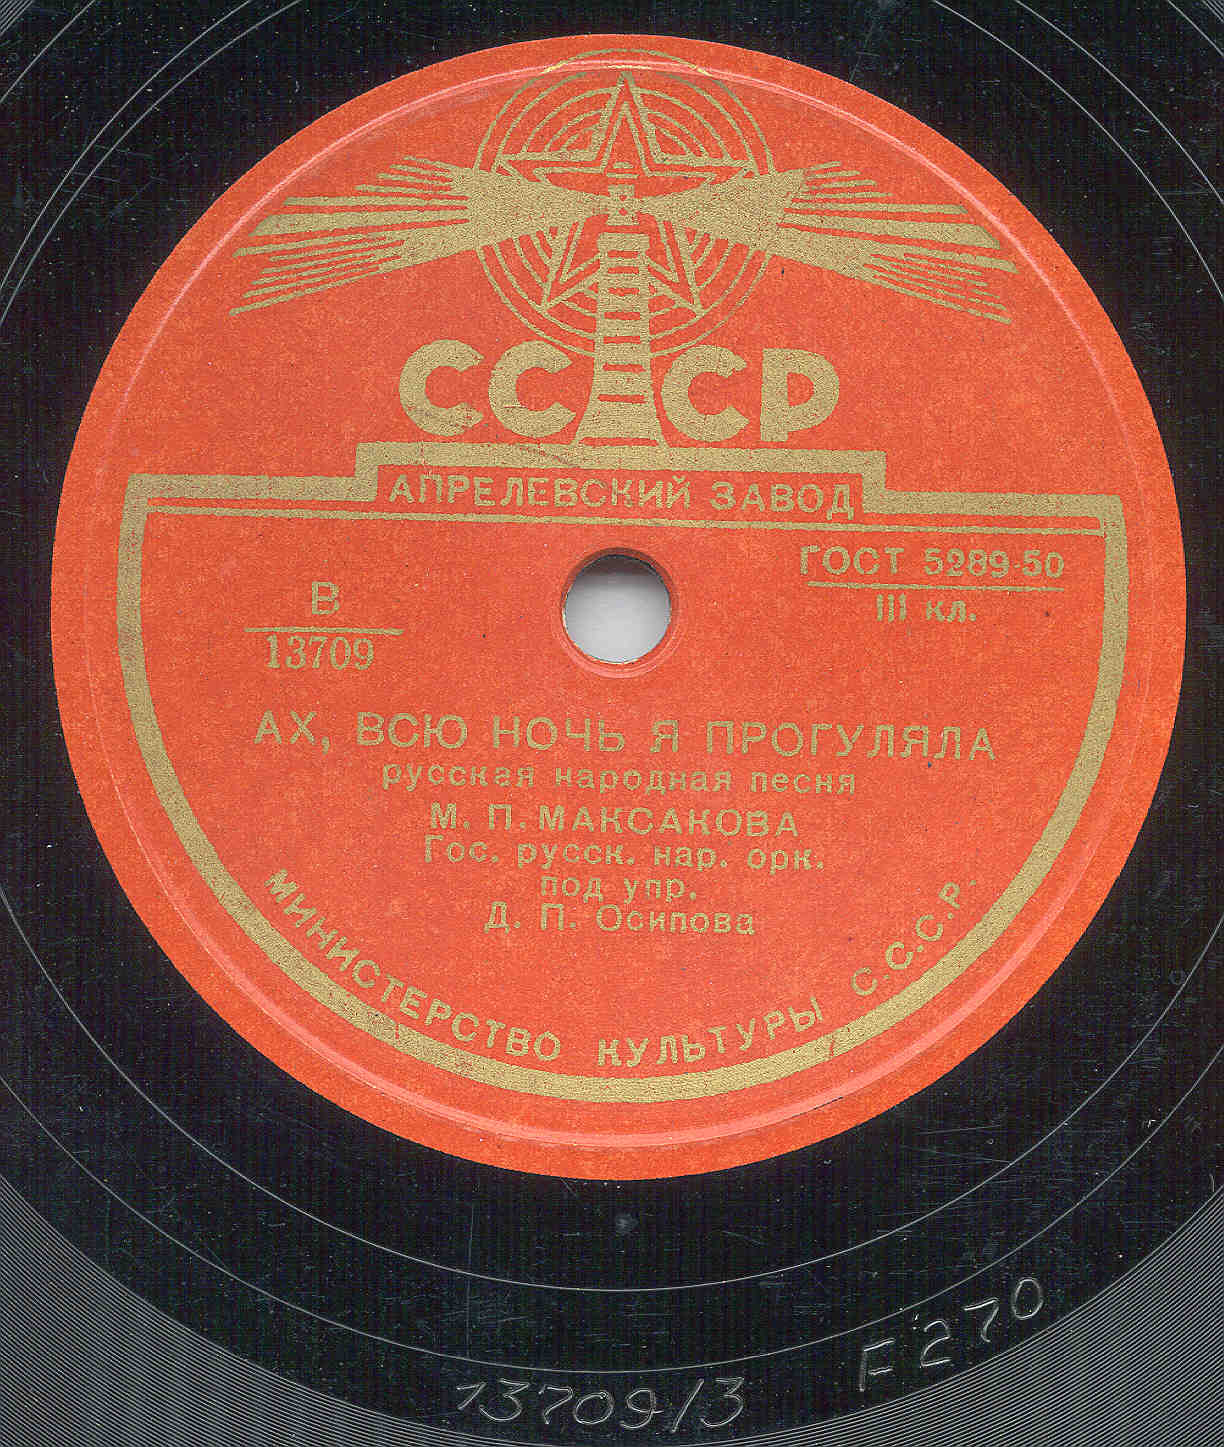 СССР
АПРЕЛЕВСКИЙ ЗАВОД
ГОСТ 5289-50
III кл.
В
13709
АХ, ВСЮ НОЧЬ Я ПРОГУЛЯЛА
русская народная песня
М. П. МАКСАКОВА
Гос. русск. нар. орк.
под упр.
Д. П. Осипова
МИНИСТЕРСТВО КУЛЬТУРЫ С.С.С.Р.
13709/3 F270